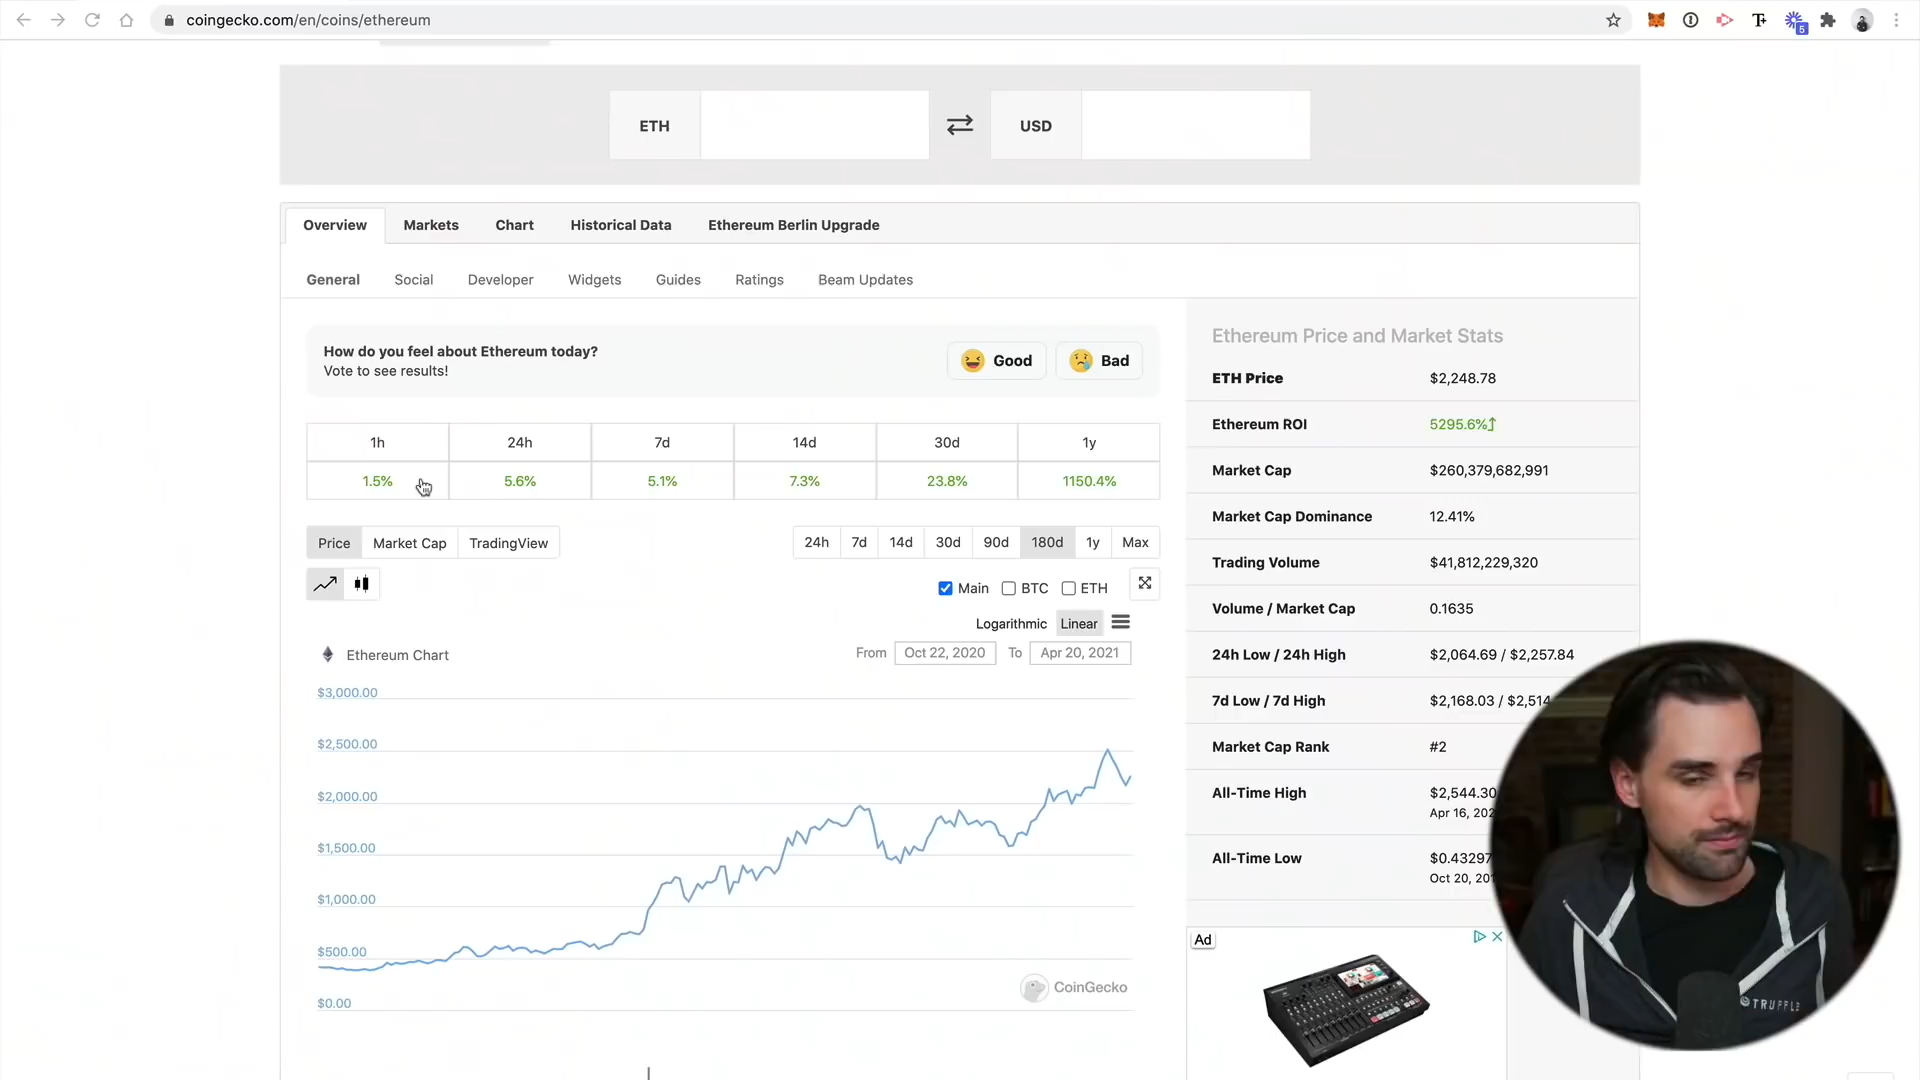 coingecko.com/en/coins/ethereum
5
ETH
USD
Overview Markets Chart Historical Data Ethereum Berlin Upgrade
General Social Developer Widgets Guides Ratings Beam Updates
How do you feel about Ethereum today?
Vote to see results!
Good Bad
1h 24h 7d 14d 30d 1y
1.5% 5.6% 5.1% 7.3% 23.8% 1150.4%
Price Market Cap TradingView
24h 7d 14d 30d 90d 180d 1y Max
Main BTC ETH
Logarithmic Linear
Ethereum Chart
From Oct 22, 2020 To Apr 20, 2021
$3,000.00
$2,500.00
$2,000.00
$1,500.00
$1,000.00
$500.00
$0.00
CoinGecko
Ethereum Price and Market Stats
ETH Price $2,248.78
Ethereum ROI 5295.6%
Market Cap $260,379,682,991
Market Cap Dominance 12.41%
Trading Volume $41,812,229,320
Volume / Market Cap 0.1635
24h Low / 24h High $2,064.69 / $2,257.84
7d Low / 7d High $2,168.03 / $2,514
Market Cap Rank #2
All-Time High $2,544.30
Apr 16, 202
All-Time Low $0.43297
Oct 20, 201
Ad
TRUFFLE